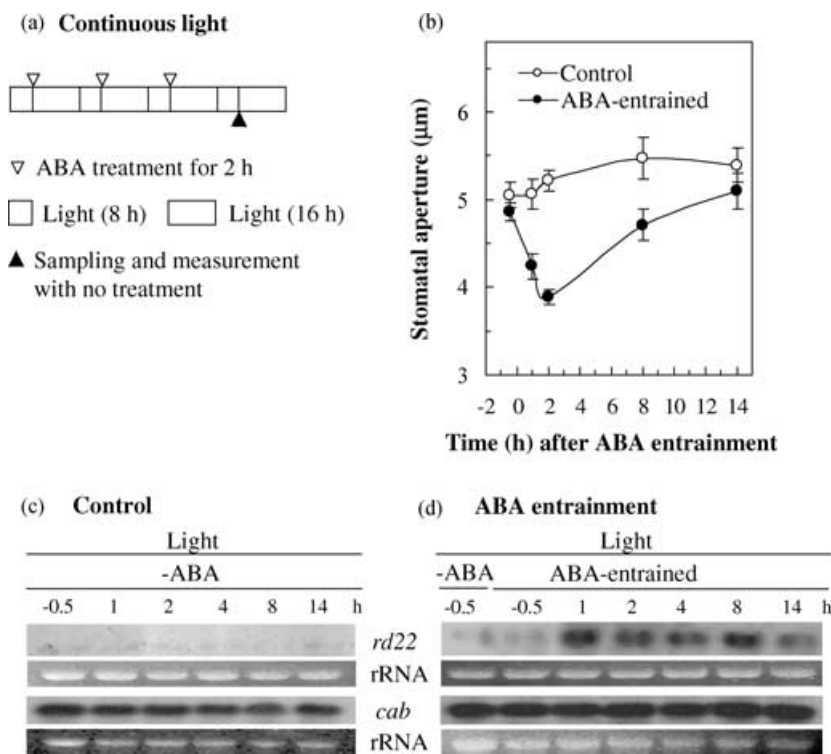 (a) Continuous light
ABA treatment for 2 h
Light (8 h) Light (16 h)
Sampling and measurement
with no treatment
(b)
Control
ABA-entrained
Stomatal aperture (μm)
6
5
4
3
-2 0 2 4 6 8 10 12 14
Time (h) after ABA entrainment
(c) Control
Light
-ABA
-0.5 1 2 4 8 14 h
rd22
rRNA
cab
rRNA
(d) ABA entrainment
Light
-ABA ABA-entrained
-0.5 -0.5 1 2 4 8 14 h